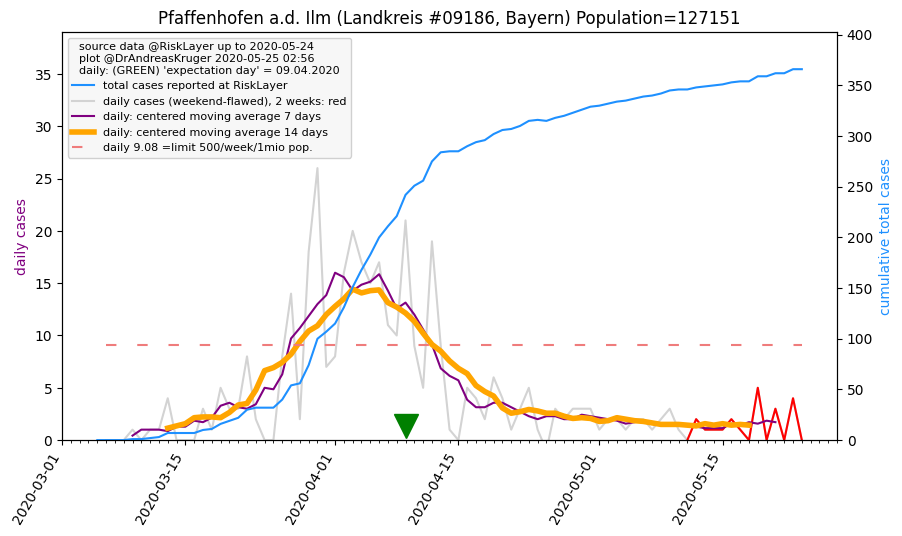 Pfaffenhofen a.d. Ilm (Landkreis #09186, Bayern) Population=127151
source data @RiskLayer up to 2020-05-24
plot @DrAndreasKruger 2020-05-25 02:56
daily: (GREEN) 'expectation day' = 09.04.2020
total cases reported at RiskLayer
daily cases (weekend-flawed), 2 weeks: red
daily: centered moving average 7 days
daily: centered moving average 14 days
daily 9.08 =limit 500/week/1mio pop.
daily cases
35
30
25
20
15
10
5
0
400
350
300
250
200
150
100
50
0
cumulative total cases
2020-03-01
2020-03-15
2020-04-01
2020-04-15
2020-05-01
2020-05-15